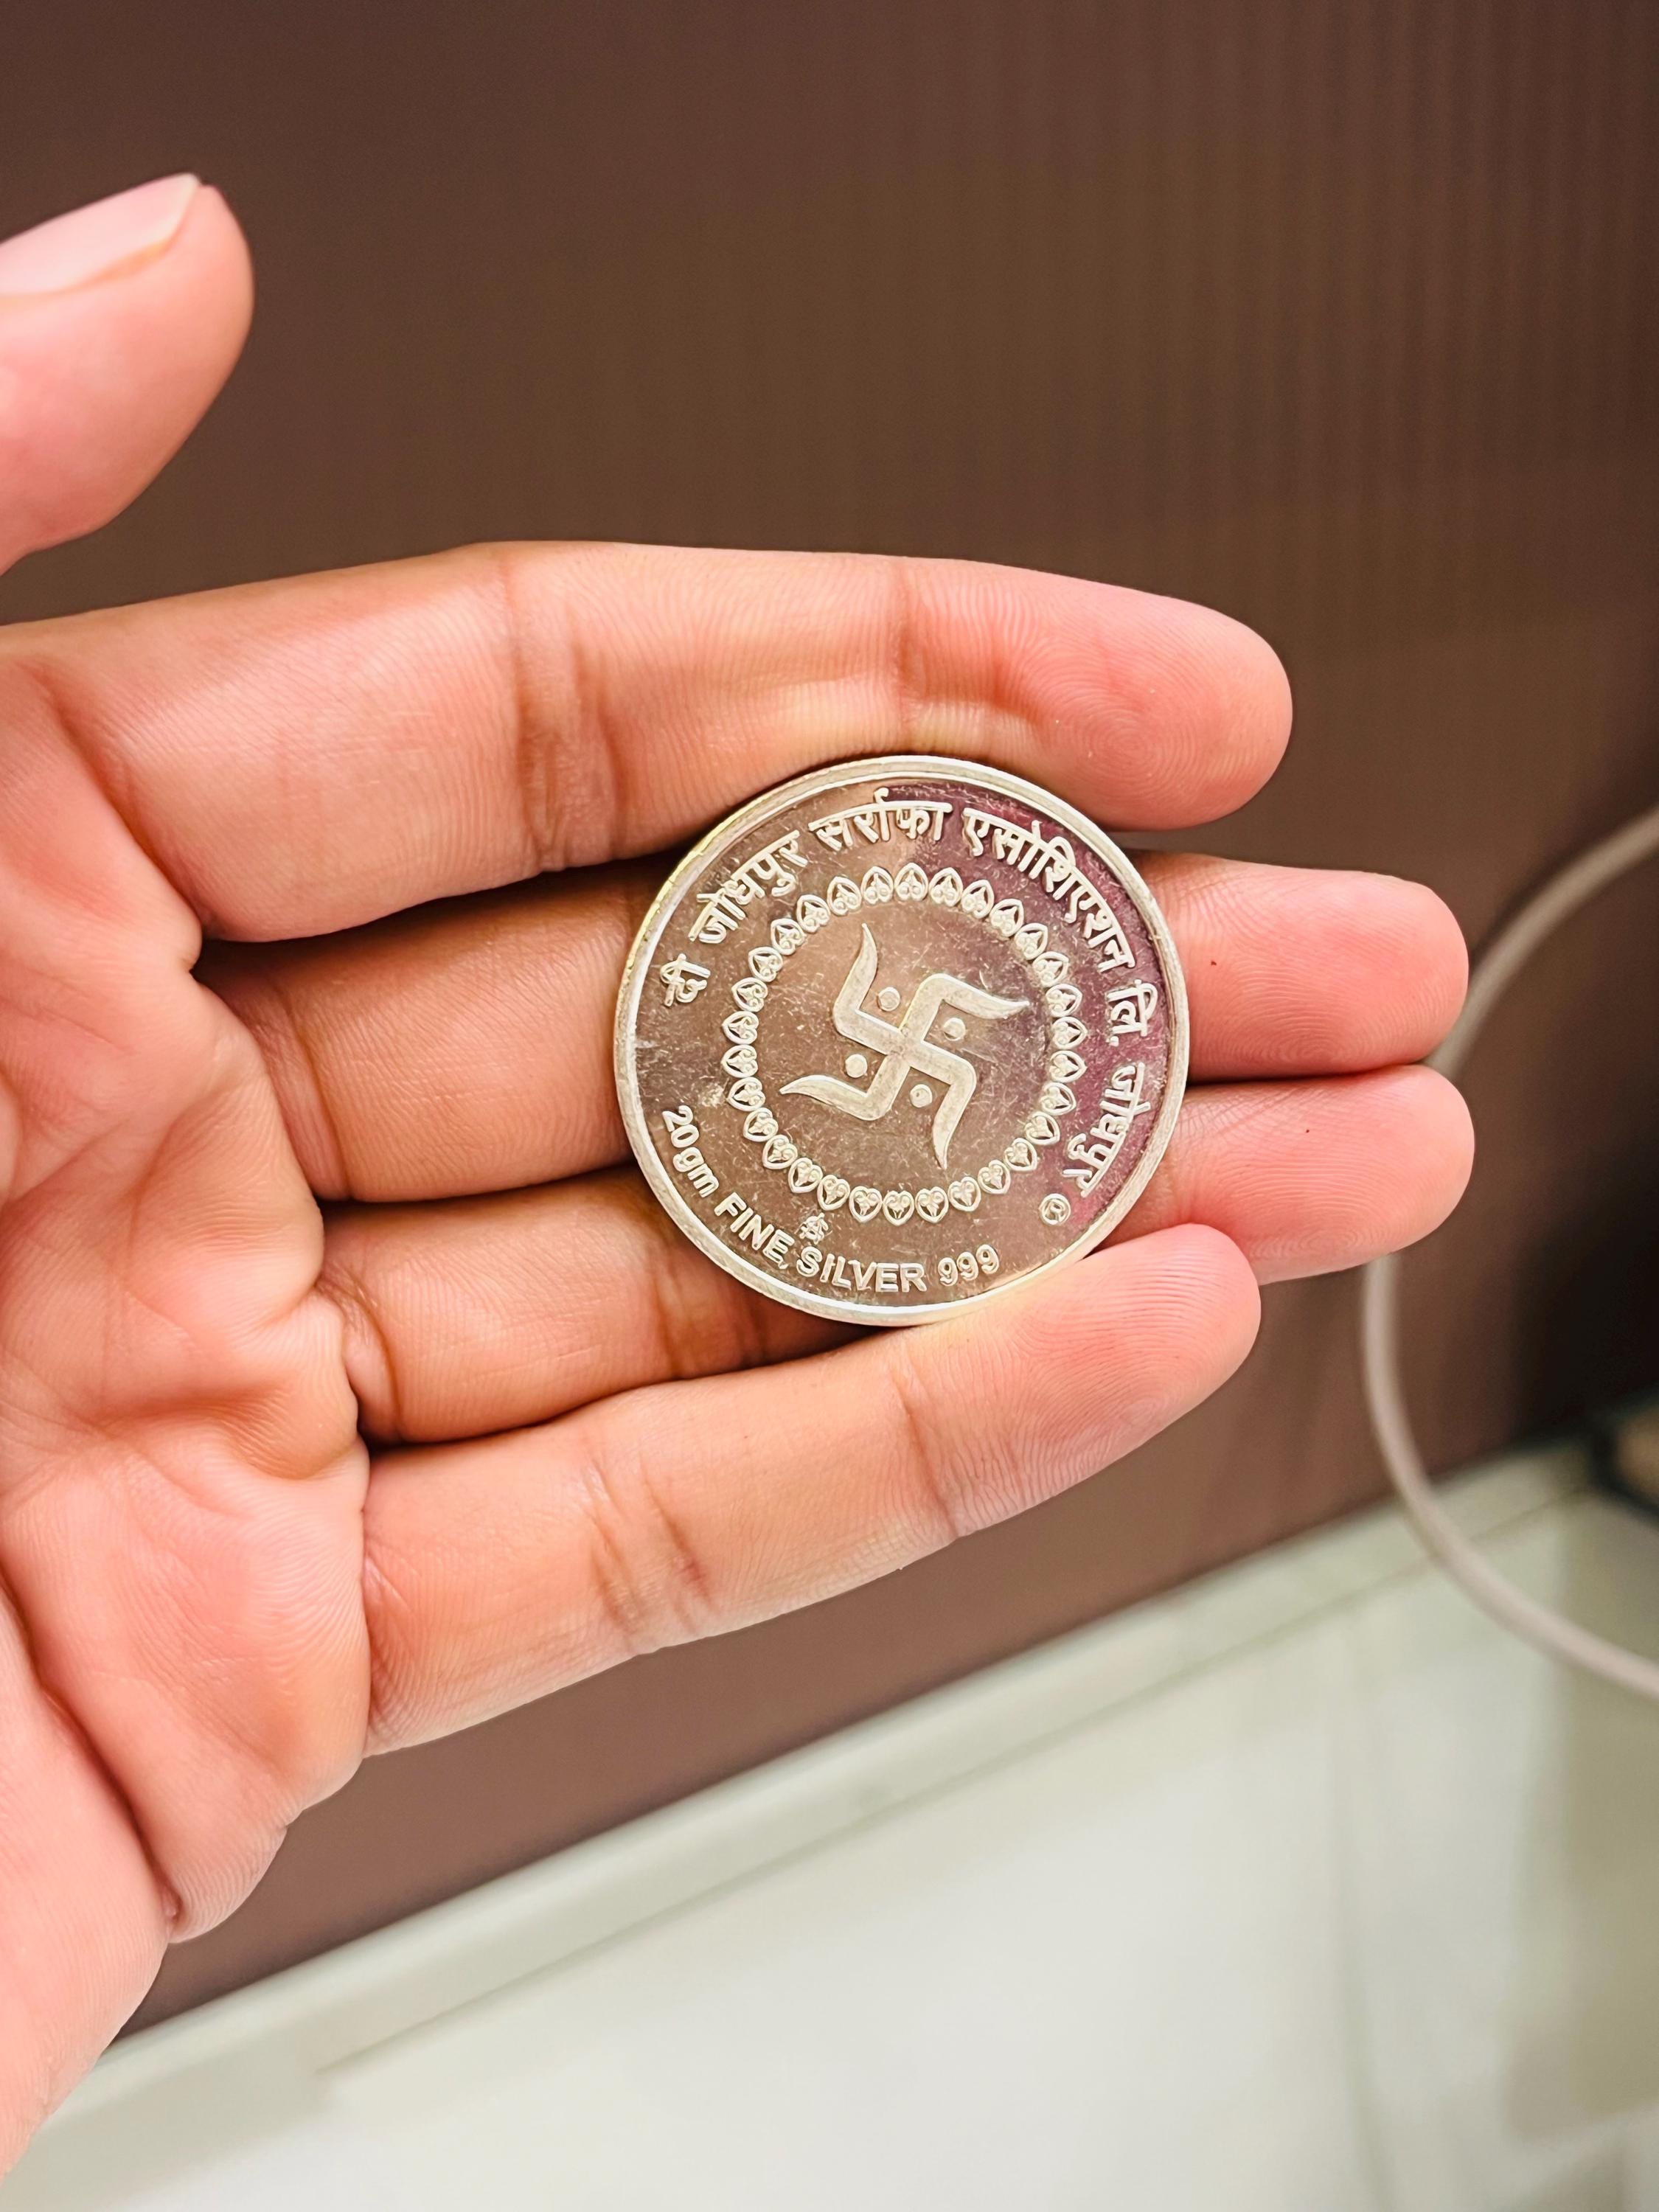 दी जोधपुर सर्राफा एसोशिएशन लि. जोधपुर
20gm FINE SiLVER 999